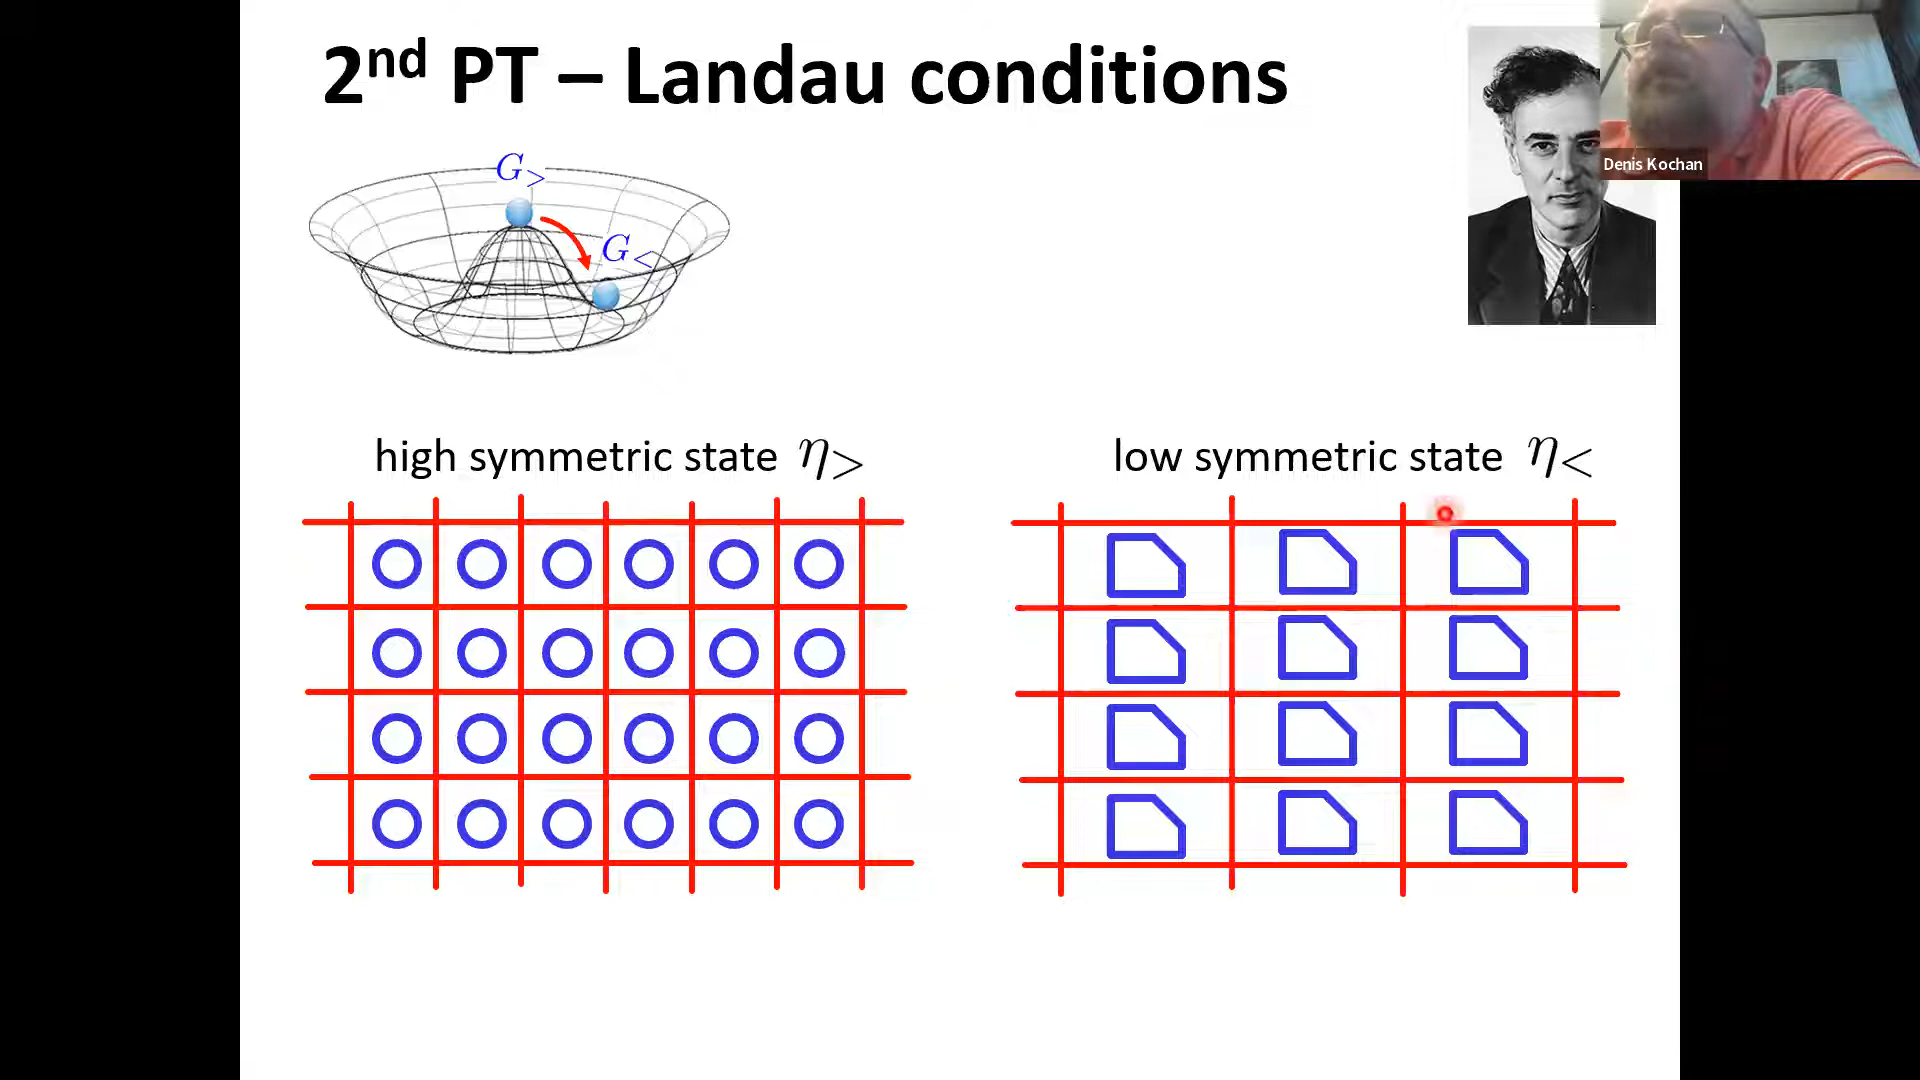 2nd PT – Landau conditions
G>
G<
Denis Kochan
high symmetric state η>
low symmetric state η<